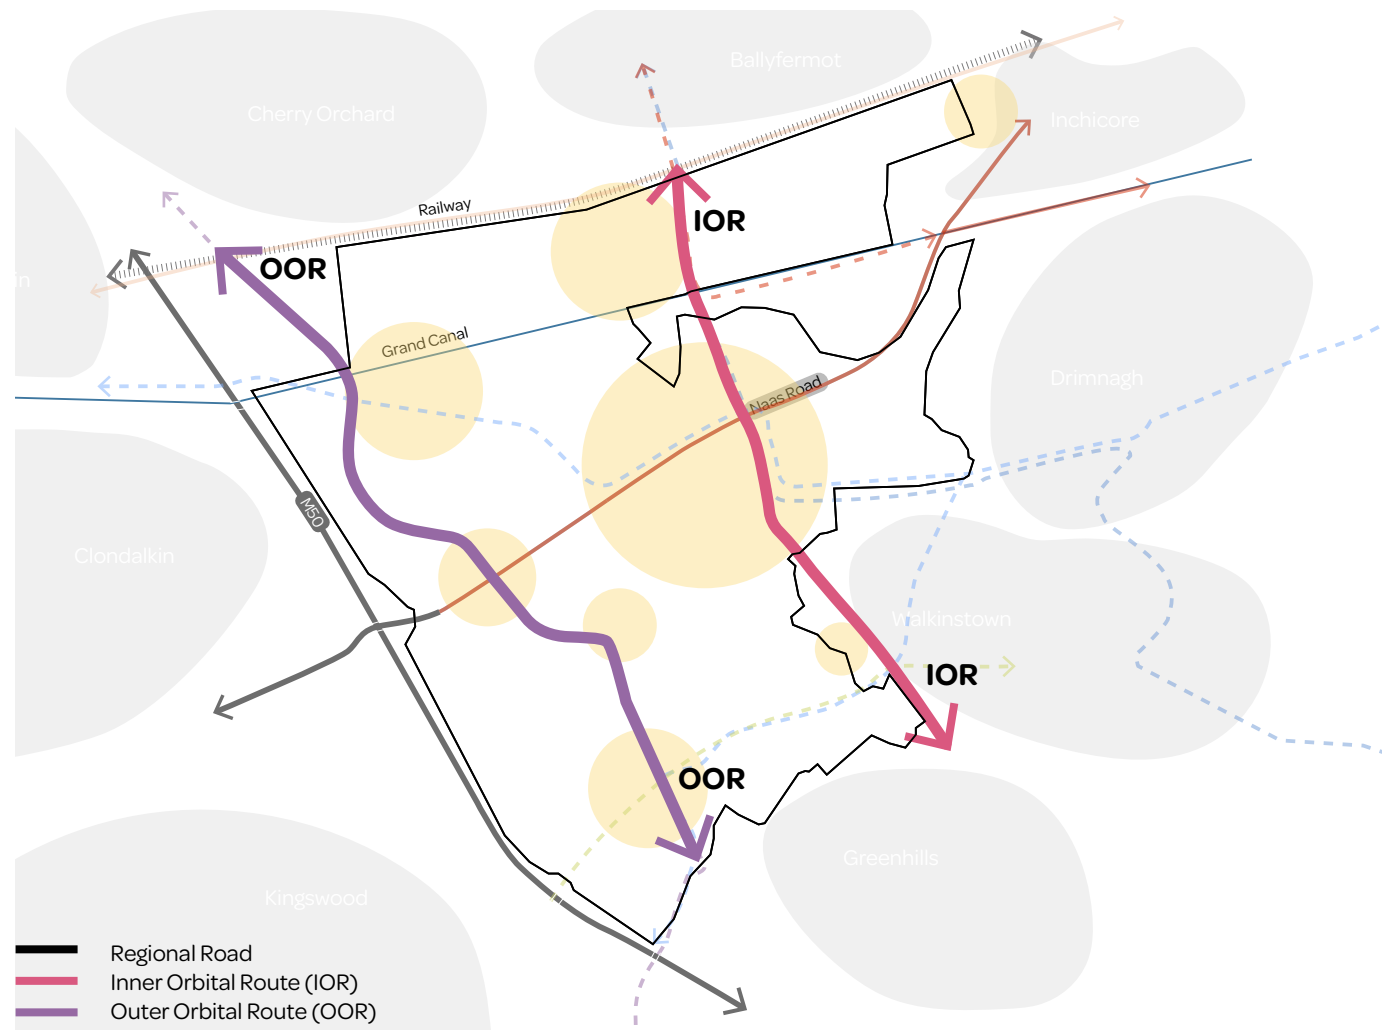 Ballyfermot
Cherry Orchard
Inchicore
Railway
IOR
OOR
in
Grand Canal
Naas Road
Drimnagh
M50
Clondalkin
Walkinstown
IOR
OOR
Greenhills
Kingswood
Regional Road
Inner Orbital Route (IOR)
Outer Orbital Route (OOR)